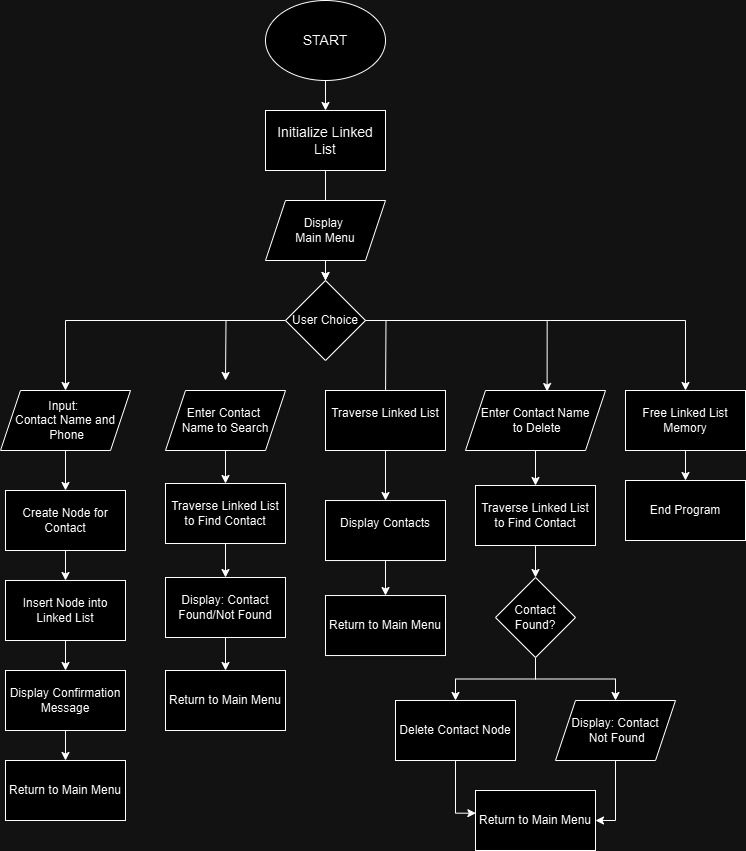 START
Initialize Linked
List
Display
Main Menu
User Choice
Input:
Contact Name and
Phone
Create Node for
Contact
Insert Node into
Linked List
Display Confirmation
Message
Return to Main Menu
Enter Contact
Name to Search
Traverse Linked List
to Find Contact
Display: Contact
Found/Not Found
Return to Main Menu
Traverse Linked List
Display Contacts
Return to Main Menu
Enter Contact Name
to Delete
Traverse Linked List
to Find Contact
Contact
Found?
Delete Contact Node
Display: Contact
Not Found
Return to Main Menu
Free Linked List
Memory
End Program